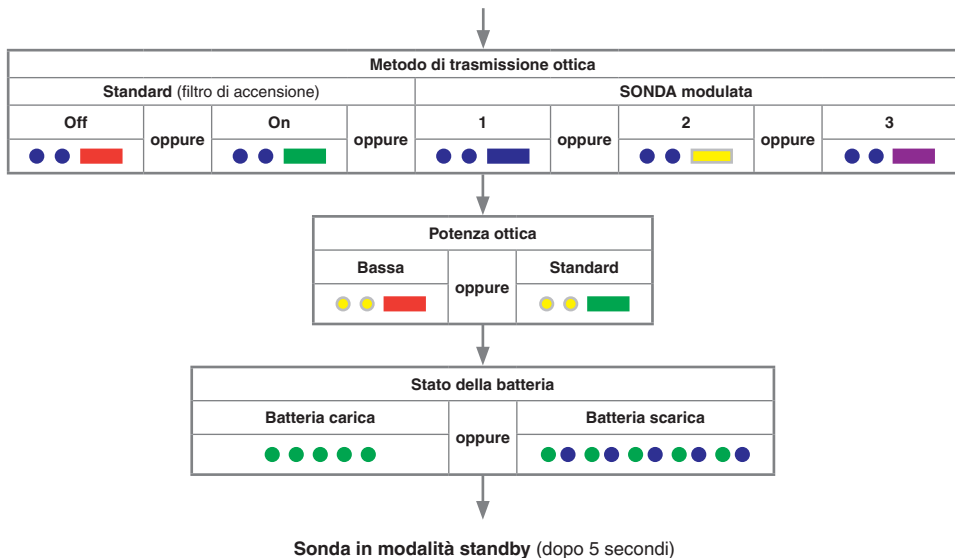 Metodo di trasmissione ottica
Standard (filtro di accensione)
SONDA modulata
Off
oppure
On
oppure
1
oppure
2
oppure
3
Potenza ottica
Bassa
oppure
Standard
Stato della batteria
Batteria carica
oppure
Batteria scarica
Sonda in modalità standby (dopo 5 secondi)